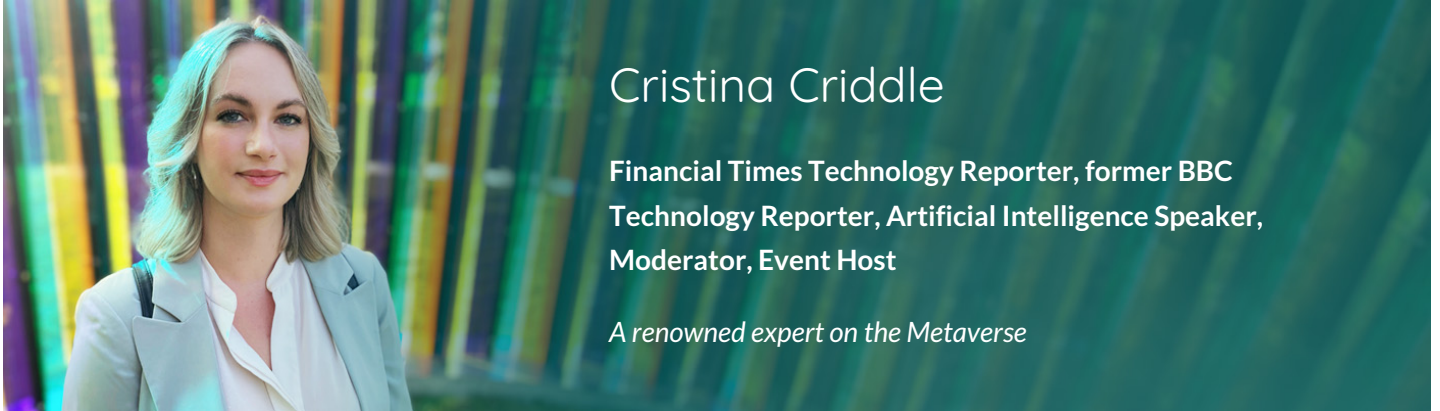 Cristina Criddle
Financial Times Technology Reporter, former BBC
Technology Reporter, Artificial Intelligence Speaker,
Moderator, Event Host
A renowned expert on the Metaverse